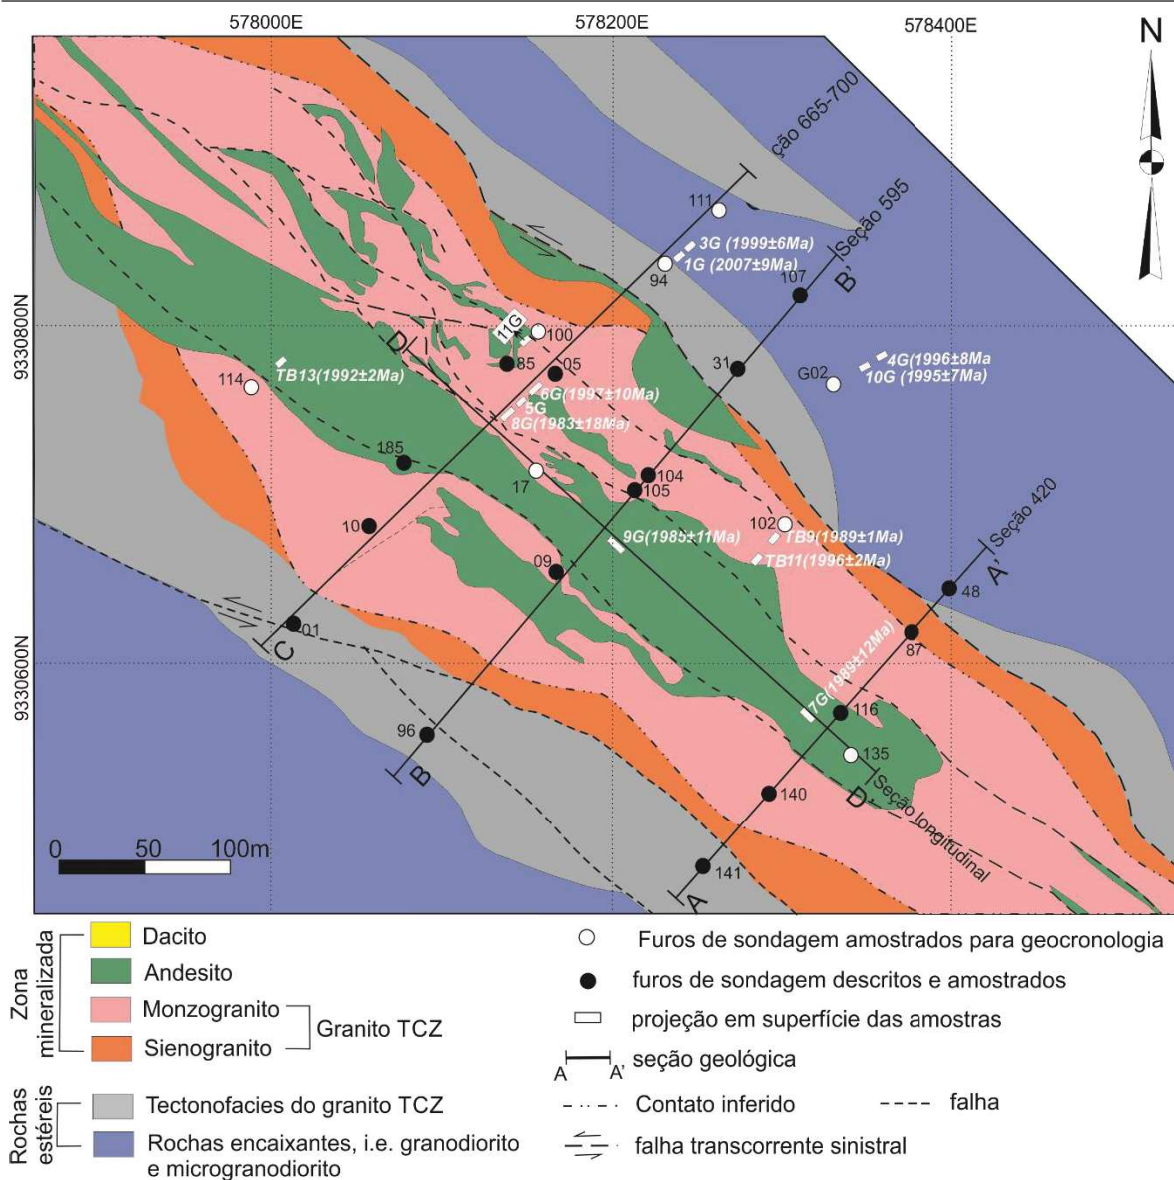 578000E
578200E
578400E
N
ção 665-700
Seção 595
111
3G (1999±6Ma)
1G (2007±9Ma)
94
107
B'
9330800N
11G
100
D
85
05
31
4G(1996±8Ma
10G (1995±7Ma)
G02
TB13(1992±2Ma)
114
6G(1997±10Ma)
5G
8G(1983±18Ma)
185
17
104
105
Seção 420
10
102
TB9(1989±1Ma)
9G(1985±11Ma)
TB11(1996±2Ma)
09
A'
48
01
C
87
9330600N
7G(1989±12Ma)
116
96
B
135
D'
Seção longitudinal
140
141
A
0 50 100m
Zona mineralizada
Dacito
Andesito
Monzogranito
Sienogranito
Granito TCZ
Rochas estéreis
Tectonofacies do granito TCZ
Rochas encaixantes, i.e. granodiorito
e microgranodiorito
Furos de sondagem amostrados para geocronologia
furos de sondagem descritos e amostrados
projeção em superfície das amostras
A A' seção geológica
Contato inferido
falha
falha transcorrente sinistral